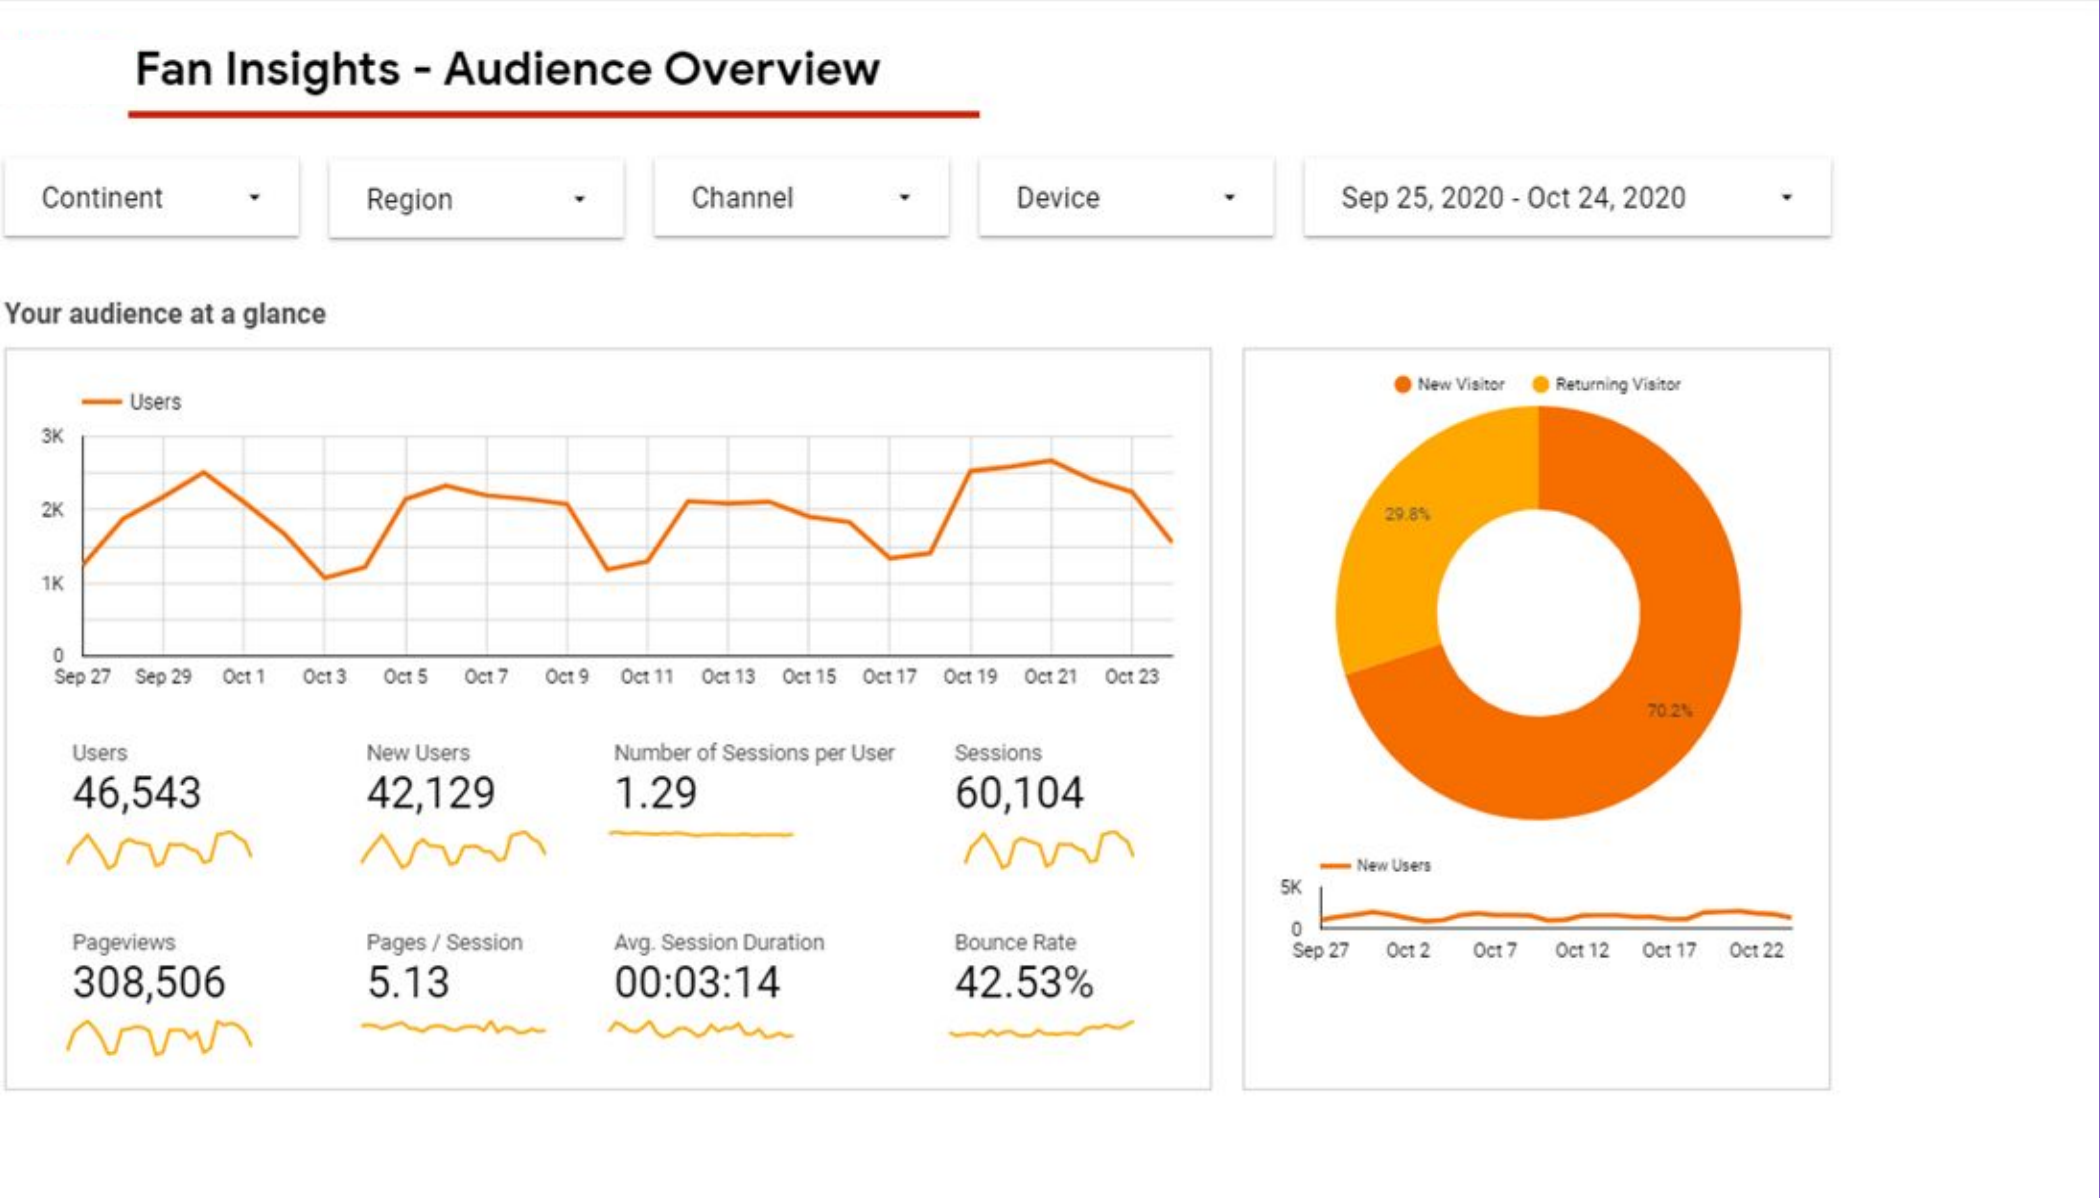 Fan Insights - Audience Overview
Continent
Region
Channel
Device
Sep 25, 2020 - Oct 24, 2020
Your audience at a glance
Users
3K
2K
1K
0
Sep 27 Sep 29 Oct 1 Oct 3 Oct 5 Oct 7 Oct 9 Oct 11 Oct 13 Oct 15 Oct 17 Oct 19 Oct 21 Oct 23
Users
46,543
New Users
42,129
Number of Sessions per User
1.29
Sessions
60,104
Pageviews
308,506
Pages / Session
5.13
Avg. Session Duration
00:03:14
Bounce Rate
42.53%
New Visitor Returning Visitor
29.8%
70.2%
New Users
5K
0
Sep 27 Oct 2 Oct 7 Oct 12 Oct 17 Oct 22